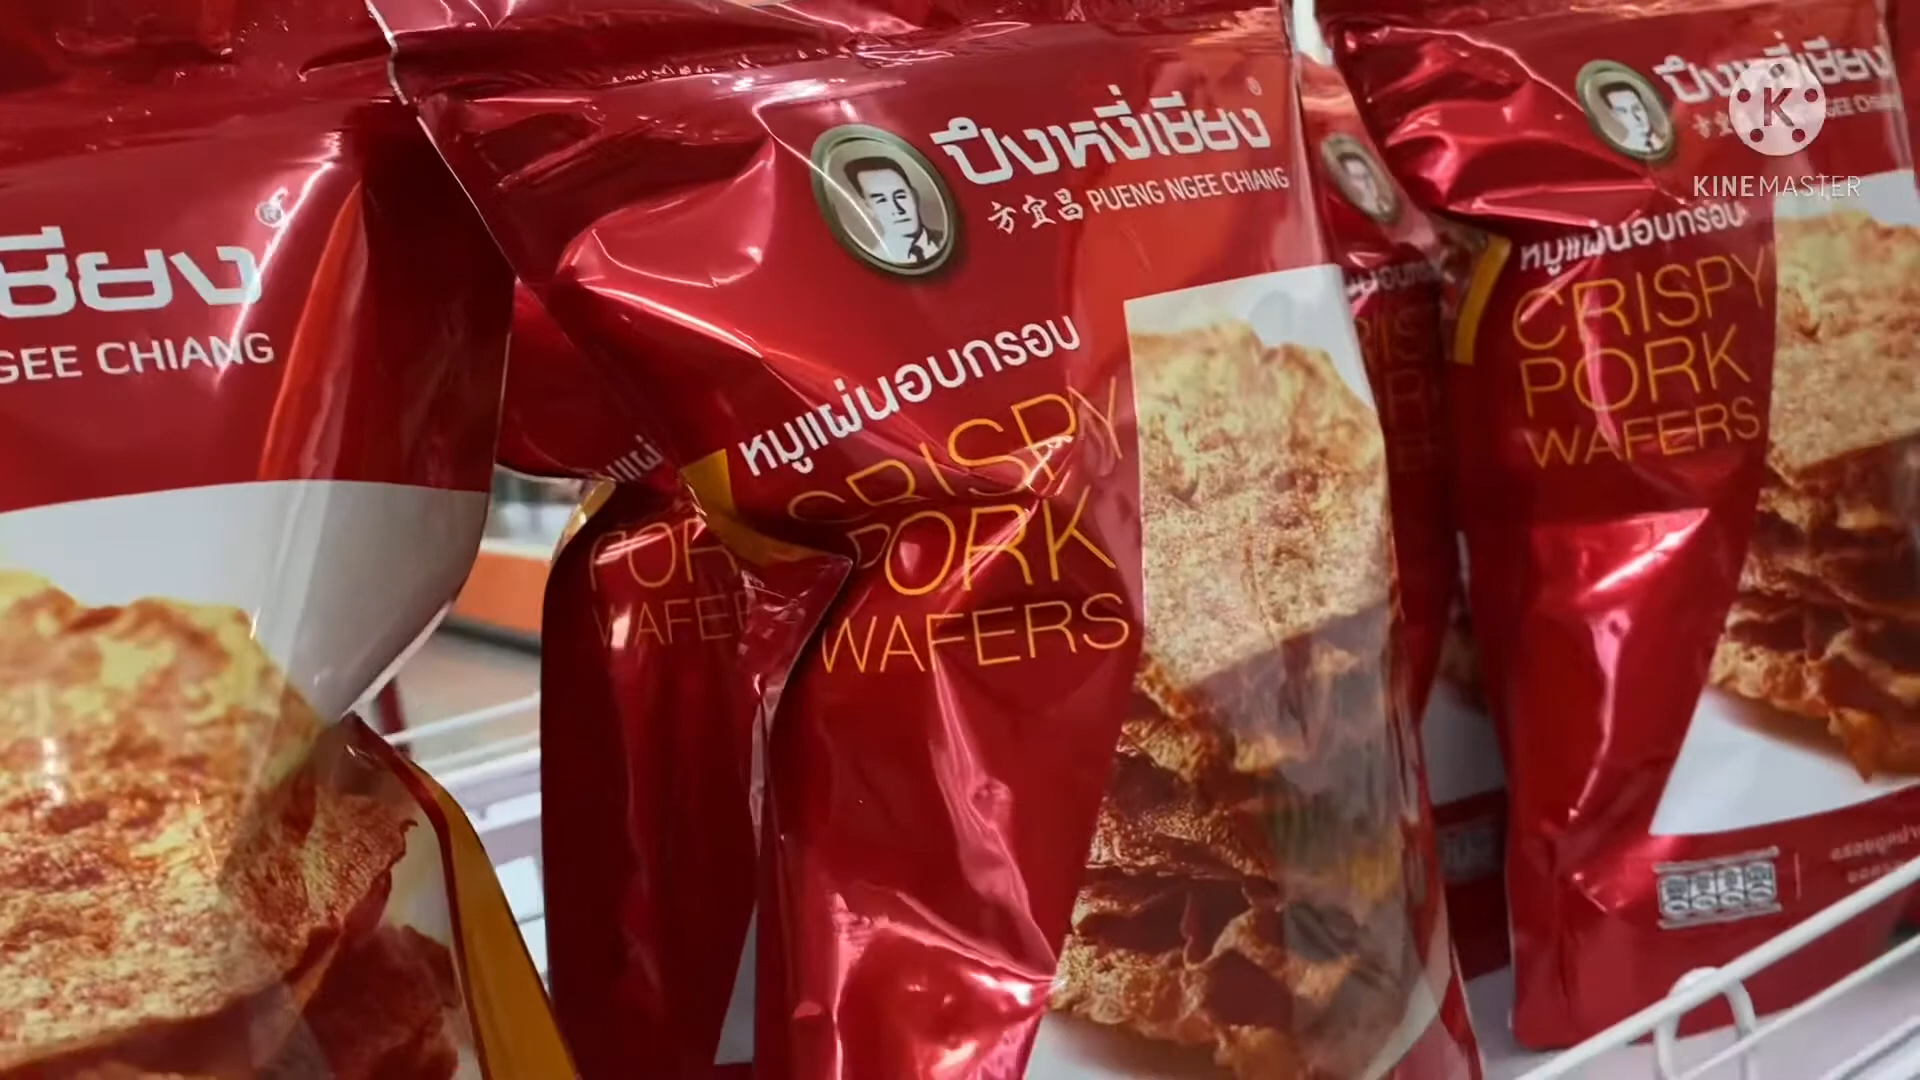 ชียง
GEE CHIANG
ปึงหงี่เชียง
方宜昌 PUENG NGEE CHIANG
หมูแผ่นอบกรอบ
CRISPY
PORK
WAFERS
POR
WAFER
ปึงหงี่เชียง
หมูแผ่นอบกรอบ
CRISPY
PORK
WAFERS
K
KINEMASTER